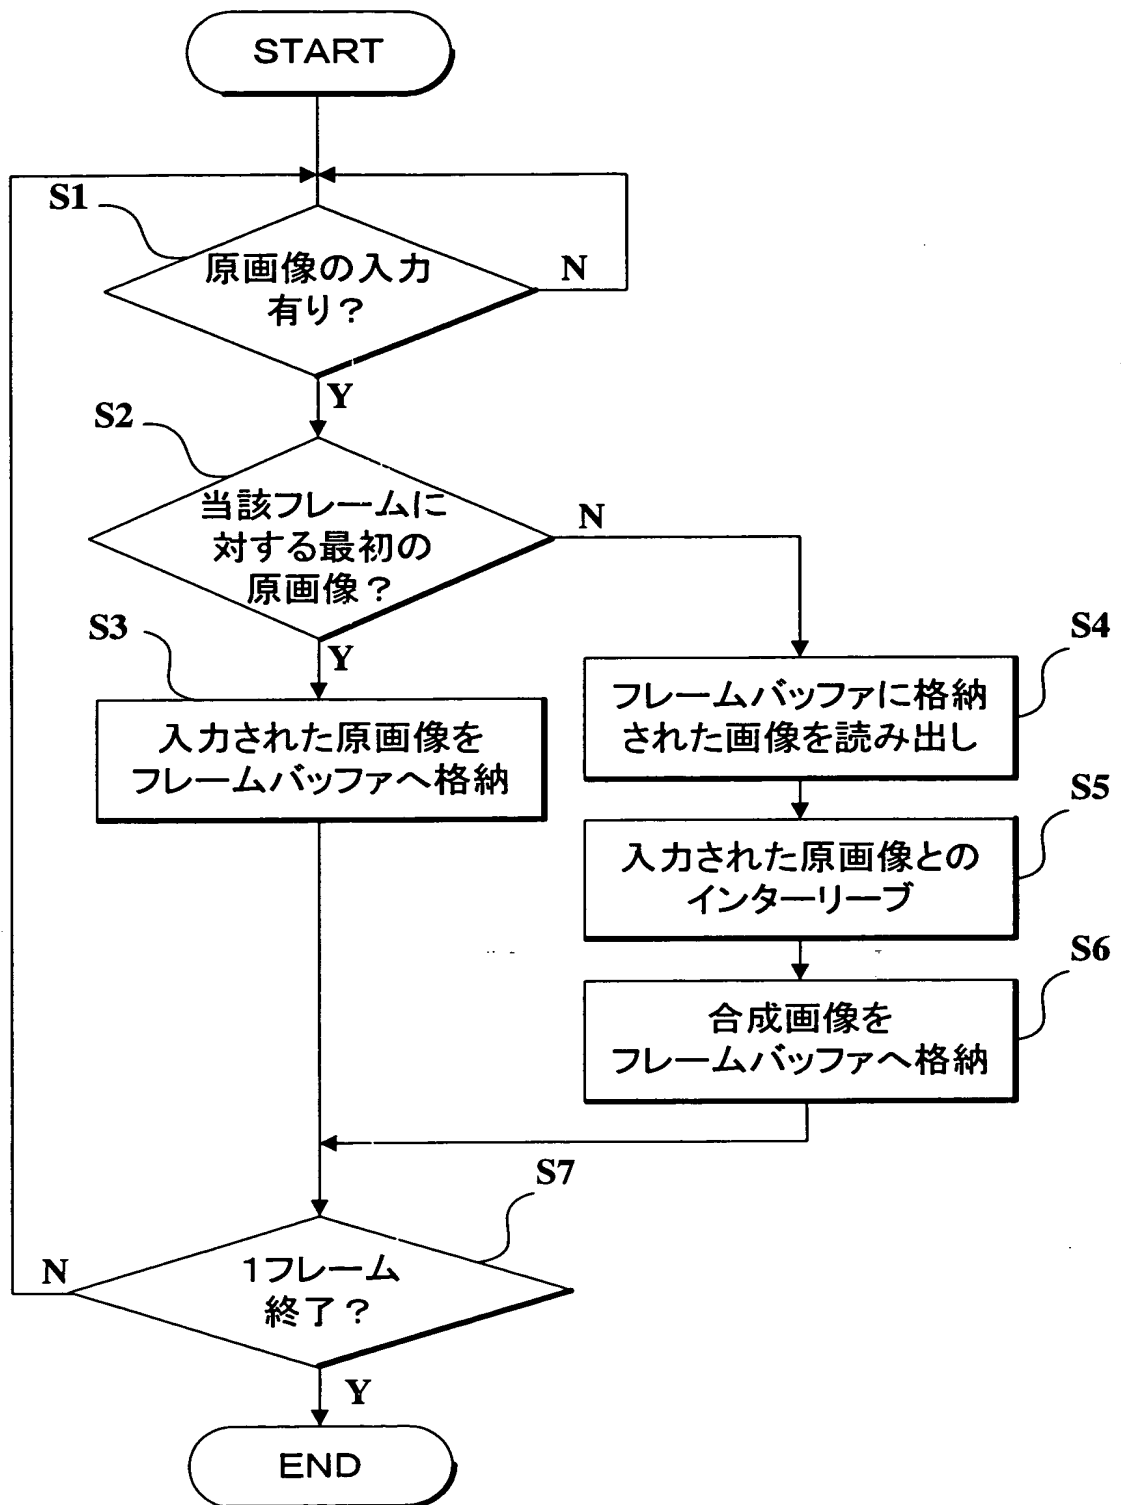 START
S1
原画像の入力
有り?
N
Y
S2
当該フレームに
対する最初の
原画像?
N
Y
S3
入力された原画像を
フレームバッファへ格納
S4
フレームバッファに格納
された画像を読み出し
S5
入力された原画像との
インターリーブ
S6
合成画像を
フレームバッファへ格納
S7
1フレーム
終了?
N
Y
END